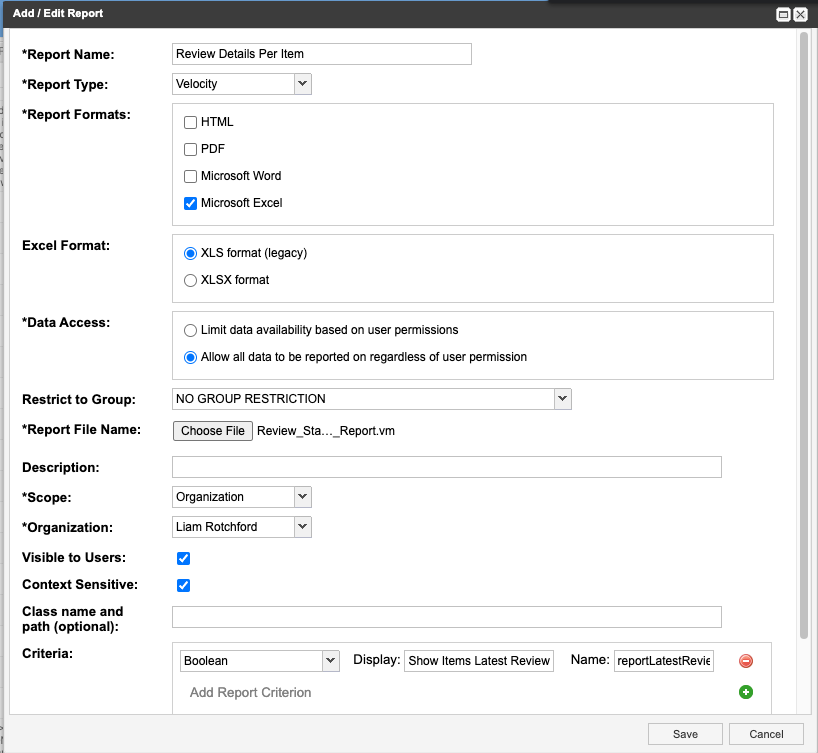 Add / Edit Report
*Report Name: Review Details Per Item
*Report Type: Velocity
*Report Formats:
HTML
PDF
Microsoft Word
Microsoft Excel
Excel Format:
XLS format (legacy)
XLSX format
*Data Access:
Limit data availability based on user permissions
Allow all data to be reported on regardless of user permission
Restrict to Group: NO GROUP RESTRICTION
*Report File Name: Choose File Review_Sta…_Report.vm
Description:
*Scope: Organization
*Organization: Liam Rotchford
Visible to Users:
Context Sensitive:
Class name and
path (optional):
Criteria: Boolean Display: Show Items Latest Review Name: reportLatestRevie
Add Report Criterion
Save Cancel